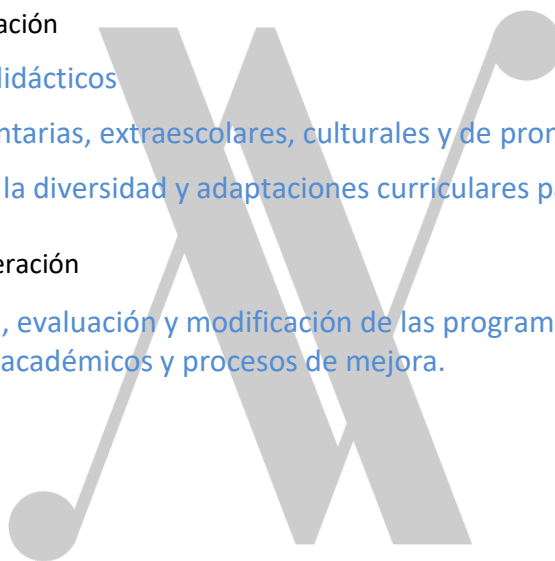 ación
didácticos
ntarias, extraescolares, culturales y de pron
la diversidad y adaptaciones curriculares pa
eración
, evaluación y modificación de las program
académicos y procesos de mejora.